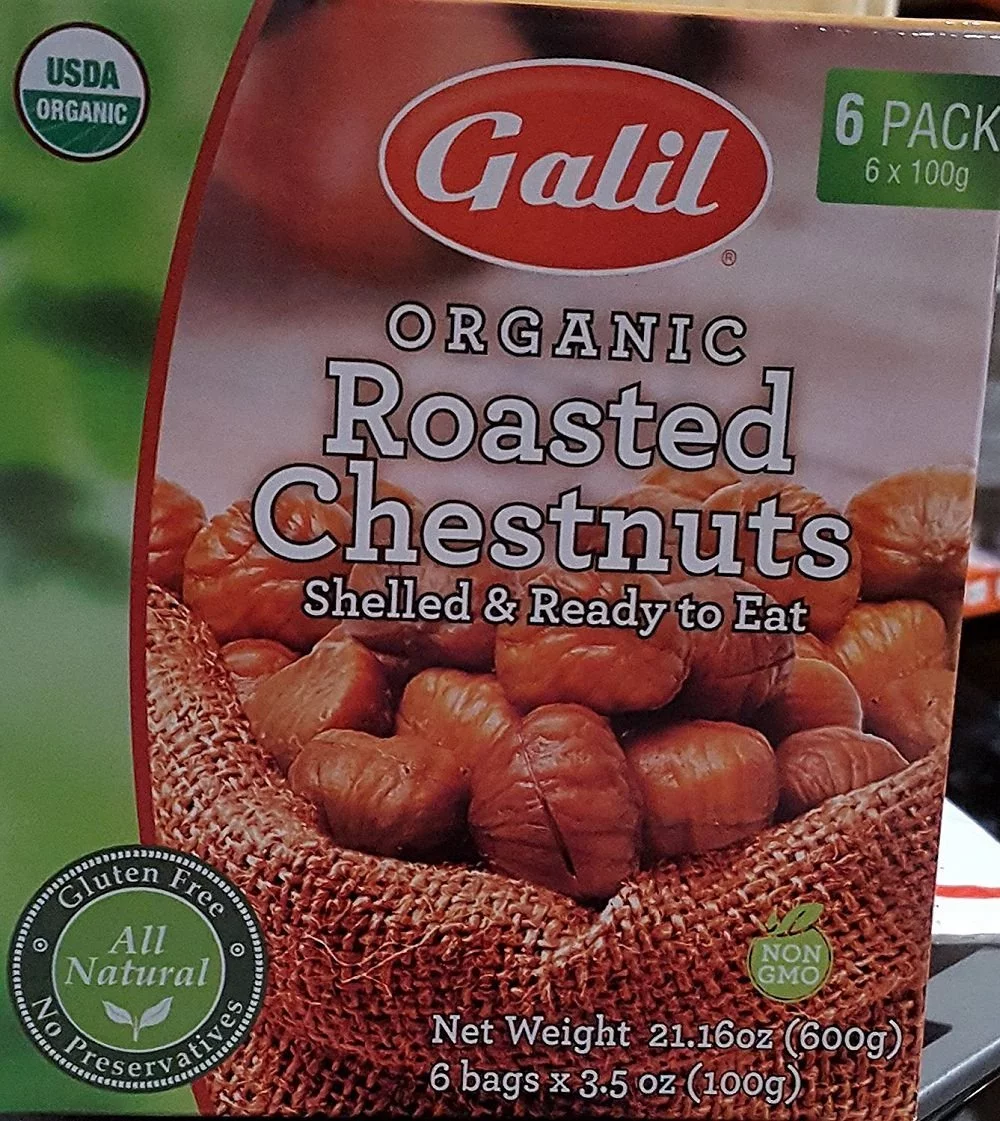 USDA
ORGANIC
Galil
®
6 PACK
6 x 100g
ORGANIC
Roasted
Chestnuts
Shelled & Ready to Eat
Gluten Free
All
Natural
No Preservatives
NON
GMO
Net Weight 21.16oz (600g)
6 bags x 3.5 oz (100g)